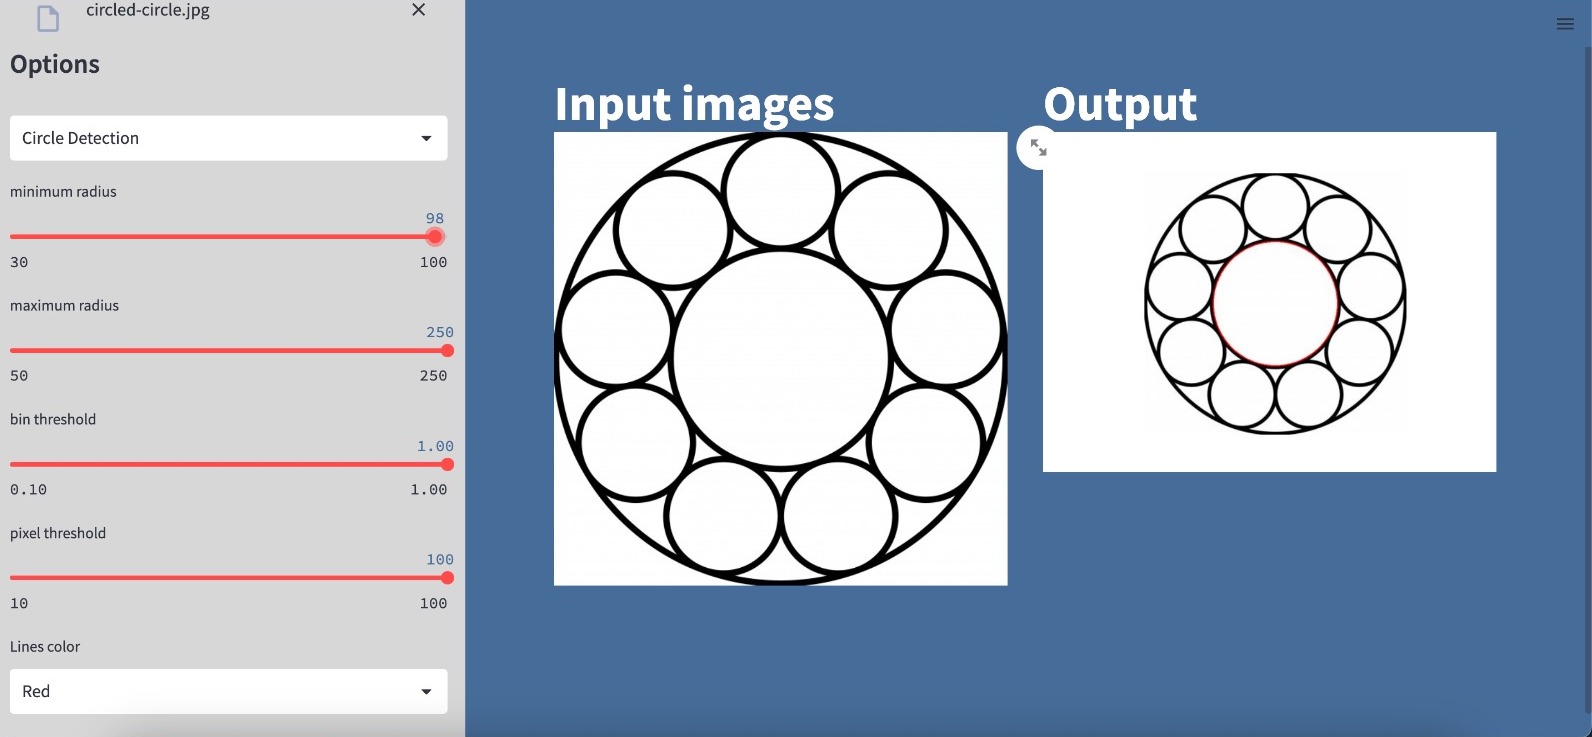 circled-circle.jpg
Options
Circle Detection
minimum radius
98
30 100
maximum radius
250
50 250
bin threshold
1.00
0.10 1.00
pixel threshold
100
10 100
Lines color
Red
Input images
Output